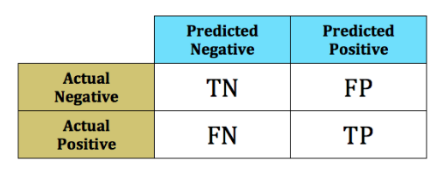 Predicted Negative
Predicted Positive
Actual Negative
TN
FP
Actual Positive
FN
TP